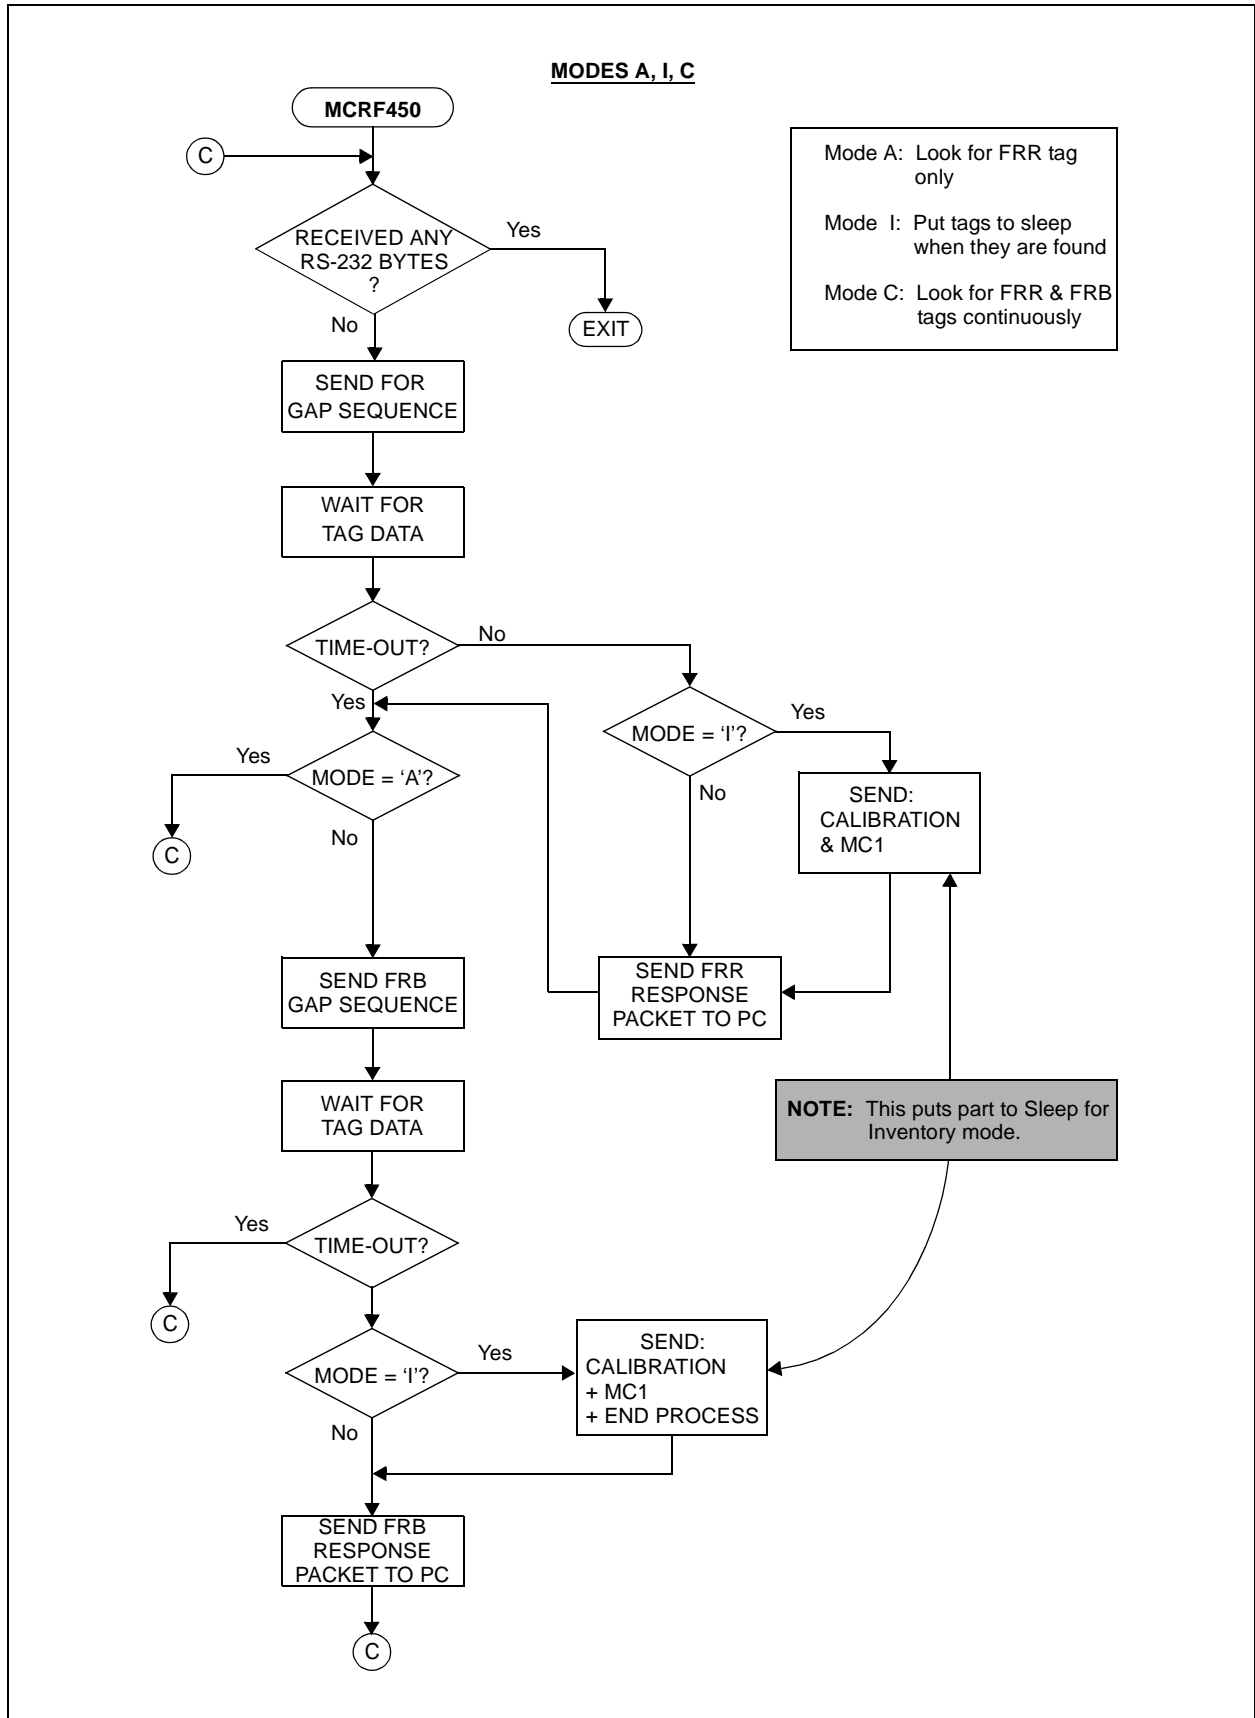 MODES A, I, C
MCRF450
C
Mode A: Look for FRR tag
only
Mode I: Put tags to sleep
when they are found
Mode C: Look for FRR & FRB
tags continuously
RECEIVED ANY
RS-232 BYTES
?
Yes
EXIT
No
SEND FOR
GAP SEQUENCE
WAIT FOR
TAG DATA
TIME-OUT?
No
Yes
MODE = ‘I’?
Yes
No
SEND:
CALIBRATION
& MC1
MODE = ‘A’?
Yes
C
No
SEND FRR
RESPONSE
PACKET TO PC
SEND FRB
GAP SEQUENCE
WAIT FOR
TAG DATA
NOTE: This puts part to Sleep for
Inventory mode.
TIME-OUT?
Yes
C
MODE = ‘I’?
Yes
No
SEND:
CALIBRATION
+ MC1
+ END PROCESS
SEND FRB
RESPONSE
PACKET TO PC
C